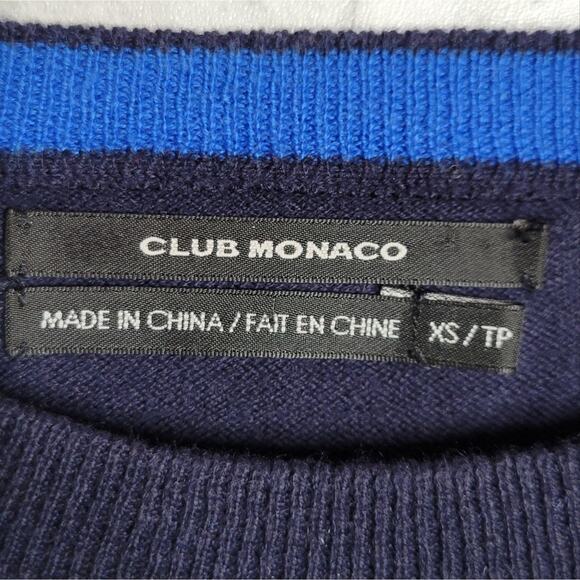 CLUB MONACO
MADE IN CHINA / FAIT EN CHINE XS / TP